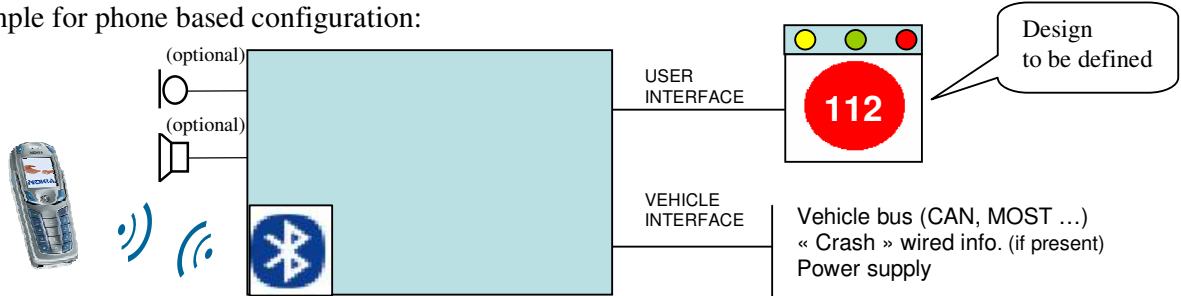 ple for phone based configuration:
(optional)
(optional)
USER
INTERFACE
112
Design
to be defined
VEHICLE
INTERFACE
Vehicle bus (CAN, MOST …)
« Crash » wired info. (if present)
Power supply